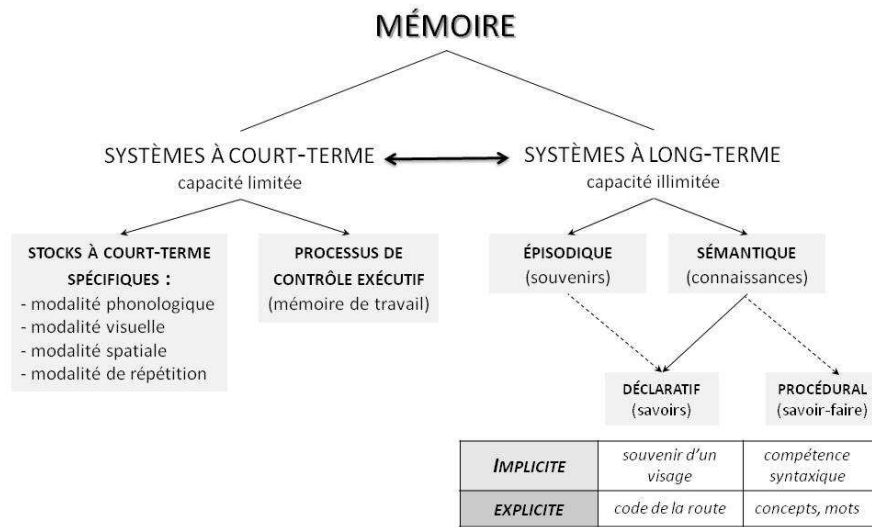 MÉMOIRE
SYSTÈMES À COURT-TERME
capacité limitée
SYSTÈMES À LONG-TERME
capacité illimitée
STOCKS À COURT-TERME
SPÉCIFIQUES :
- modalité phonologique
- modalité visuelle
- modalité spatiale
- modalité de répétition
PROCESSUS DE
CONTRÔLE EXÉCUTIF
(mémoire de travail)
ÉPISODIQUE
(souvenirs)
SÉMANTIQUE
(connaissances)
DÉCLARATIF
(savoirs)
PROCÉDURAL
(savoir-faire)
IMPLICITE
souvenir d'un
visage
compétence
syntaxique
EXPLICITE
code de la route
concepts, mots